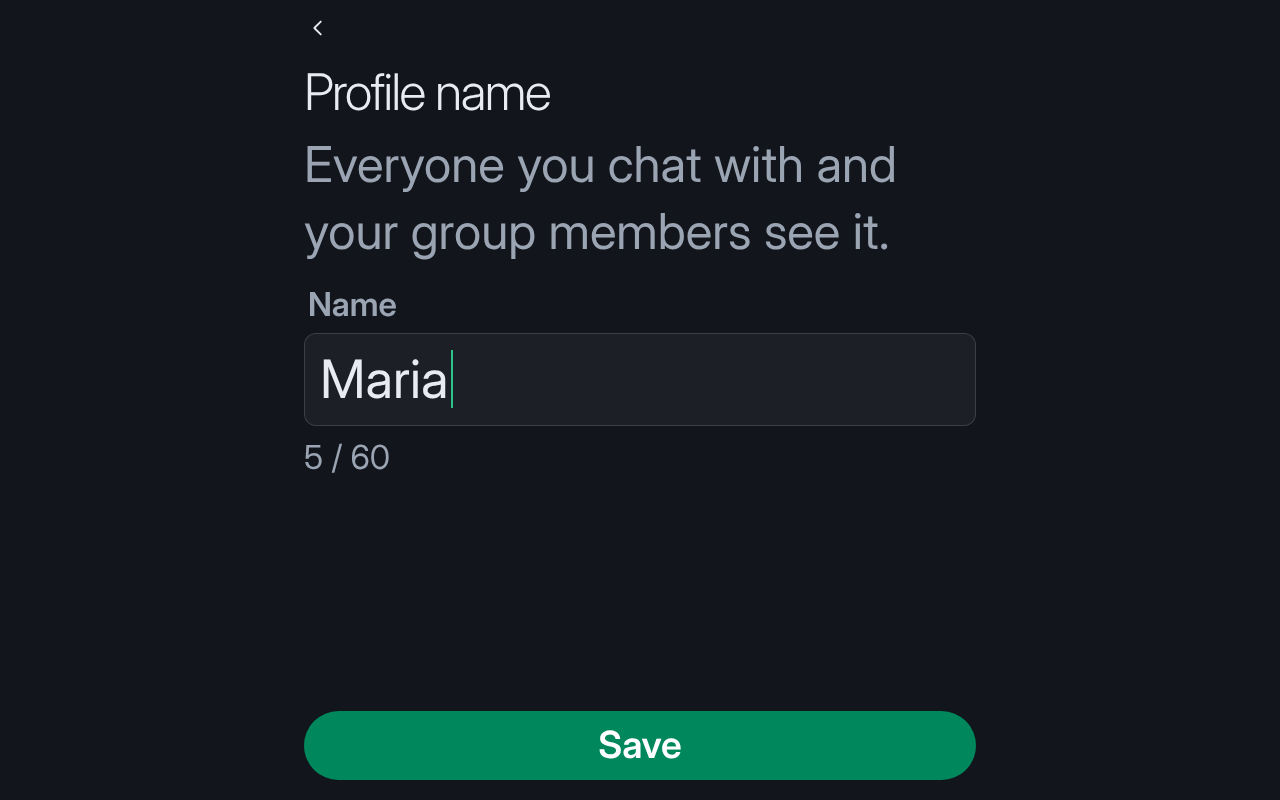 Profile name
Everyone you chat with and
your group members see it.
Name
Maria
5 / 60
Save